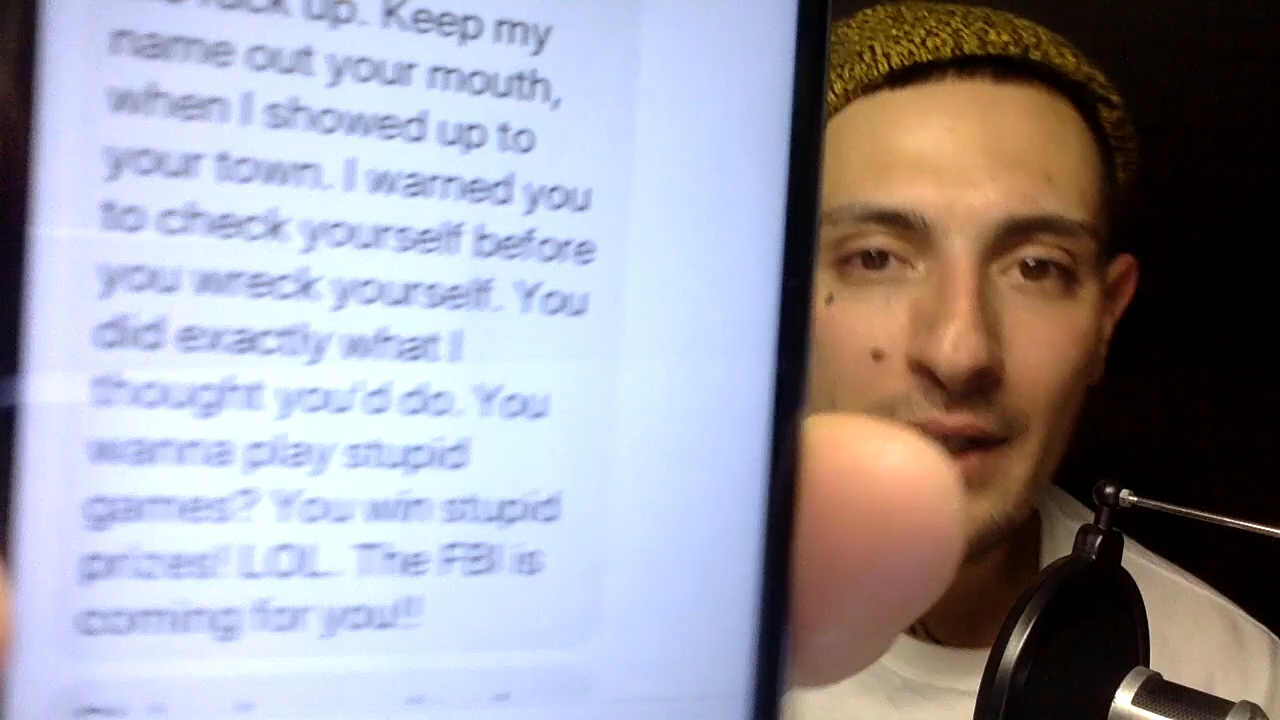 fuck up. Keep my
name out your mouth,
when I showed up to
your town. I warned you
to check yourself before
you wreck yourself. You
did exactly what I
thought you'd do. You
wanna play stupid
games? You win stupid
prizes! LOL. The FBI is
coming for you!!